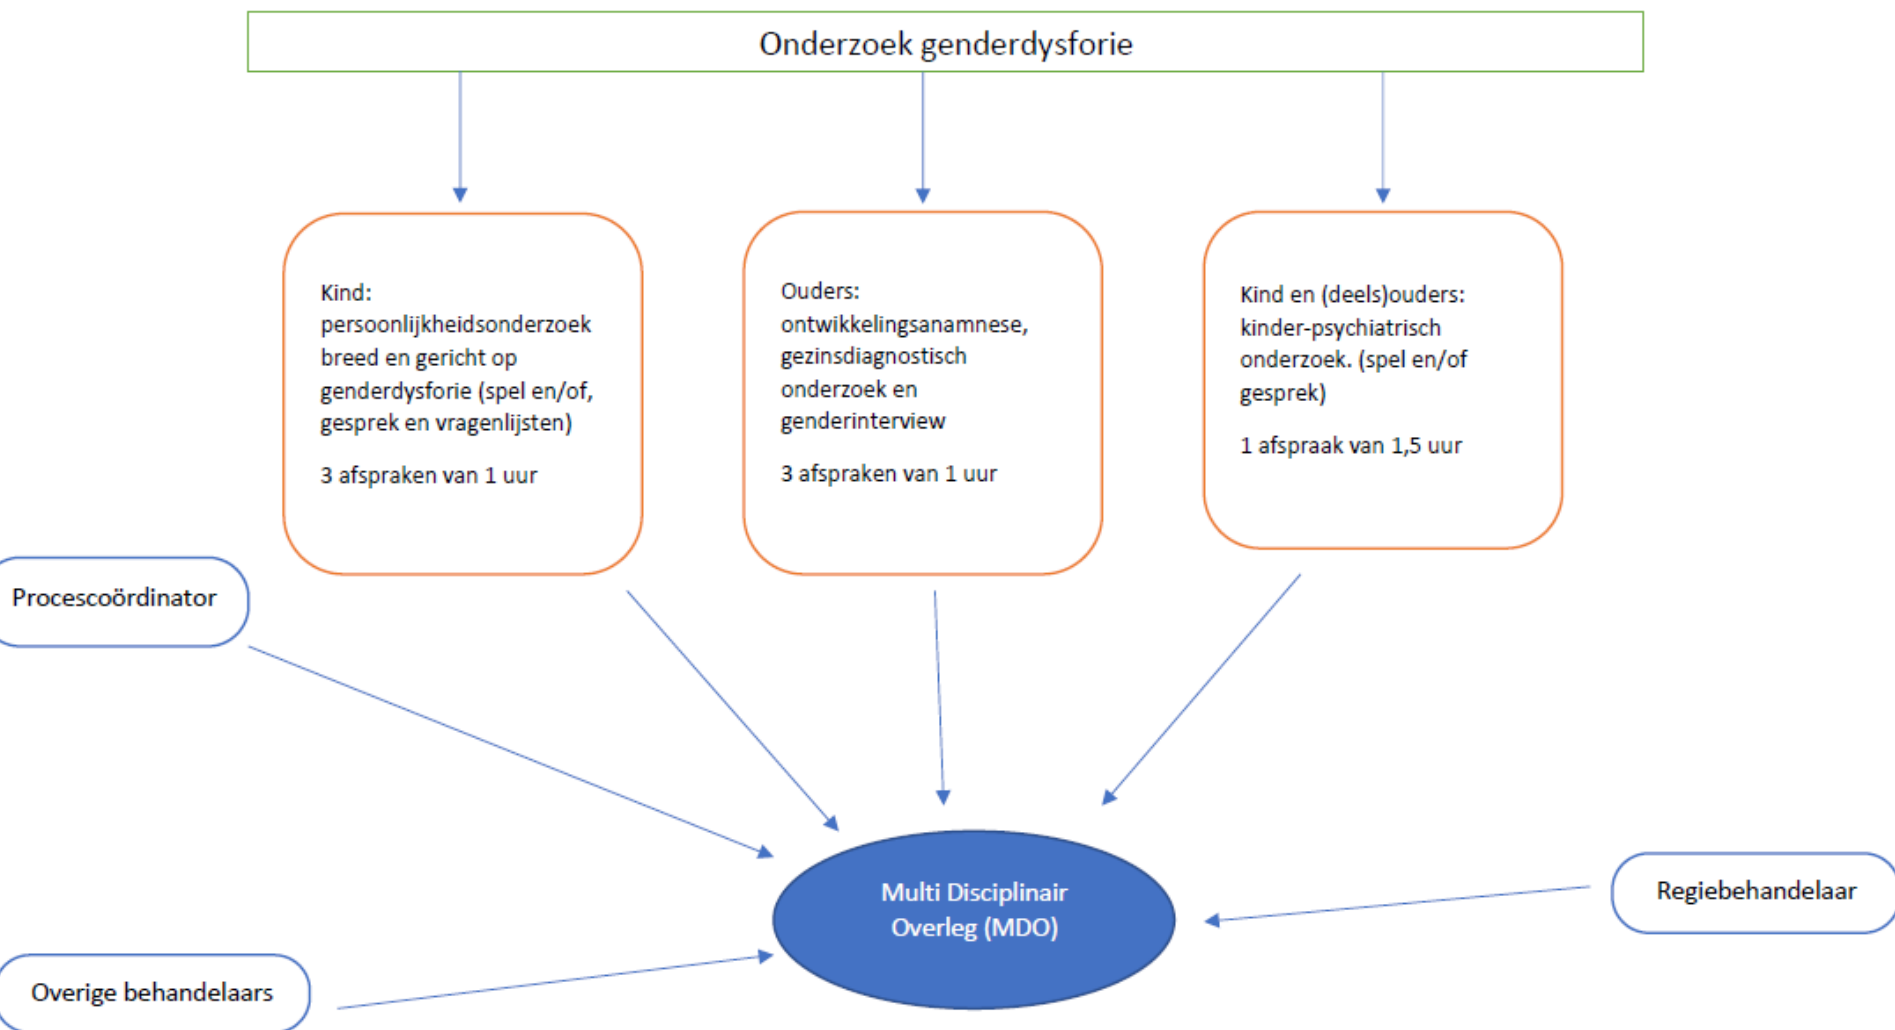 Onderzoek genderdysforie
Kind:
persoonlijkheidsonderzoek
breed en gericht op
genderdysforie (spel en/of,
gesprek en vragenlijsten)
3 afspraken van 1 uur
Ouders:
ontwikkelingsanamnese,
gezinsdiagnostisch
onderzoek en
genderinterview
3 afspraken van 1 uur
Kind en (deels)ouders:
kinder-psychiatrisch
onderzoek. (spel en/of
gesprek)
1 afspraak van 1,5 uur
Procescoördinator
Multi Disciplinair
Overleg (MDO)
Regiebehandelaar
Overige behandelaars